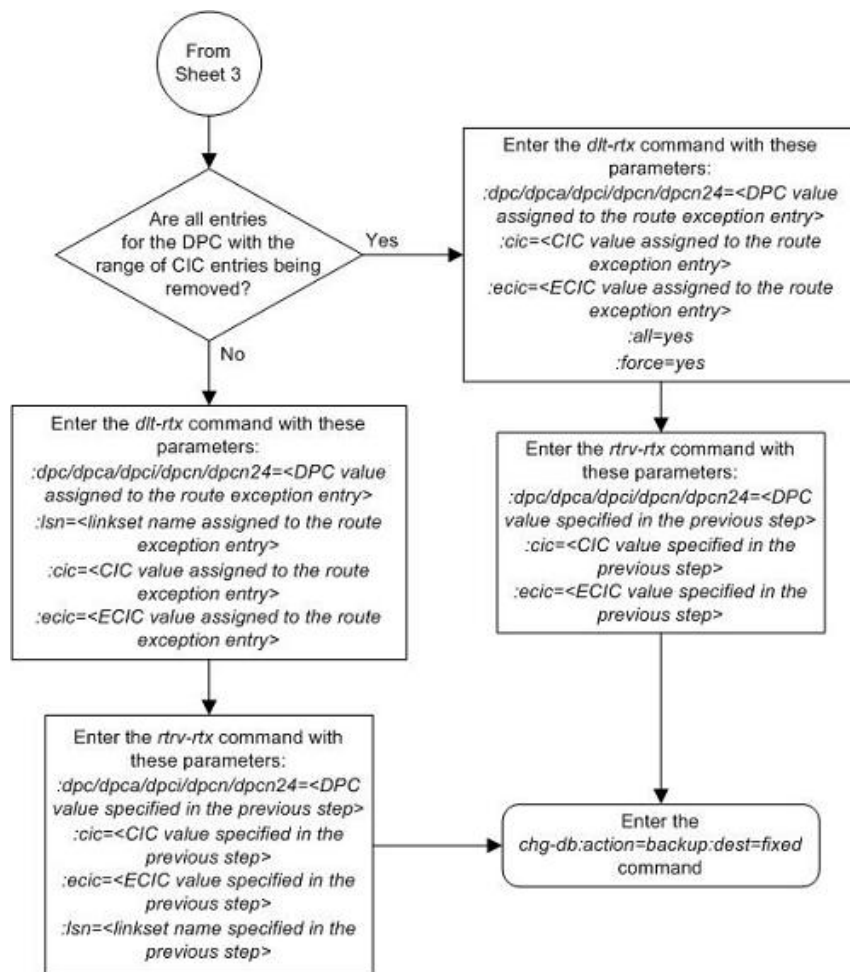 From
Sheet 3
Are all entries
for the DPC with the
range of CIC entries being
removed?
Yes
No
Enter the dlt-rtx command with these
parameters:
:dpc/dpca/dpci/dpcn/dpcn24=<DPC value
assigned to the route exception entry>
:cic=<CIC value assigned to the route
exception entry>
:ecic=<ECIC value assigned to the route
exception entry>
:all=yes
:force=yes
Enter the rtrv-rtx command with
these parameters:
:dpc/dpca/dpci/dpcn/dpcn24=<DPC
value specified in the previous step>
:cic=<CIC value specified in the
previous step>
:ecic=<ECIC value specified in the
previous step>
Enter the dlt-rtx command with these
parameters:
:dpc/dpca/dpci/dpcn/dpcn24=<DPC value
assigned to the route exception entry>
:lsn=<linkset name assigned to the route
exception entry>
:cic=<CIC value assigned to the route
exception entry>
:ecic=<ECIC value assigned to the route
exception entry>
Enter the rtrv-rtx command with
these parameters:
:dpc/dpca/dpci/dpcn/dpcn24=<DPC
value specified in the previous step>
:cic=<CIC value specified in the
previous step>
:ecic=<ECIC value specified in the
previous step>
:lsn=<linkset name specified in the
previous step>
Enter the
chg-db:action=backup:dest=fixed
command